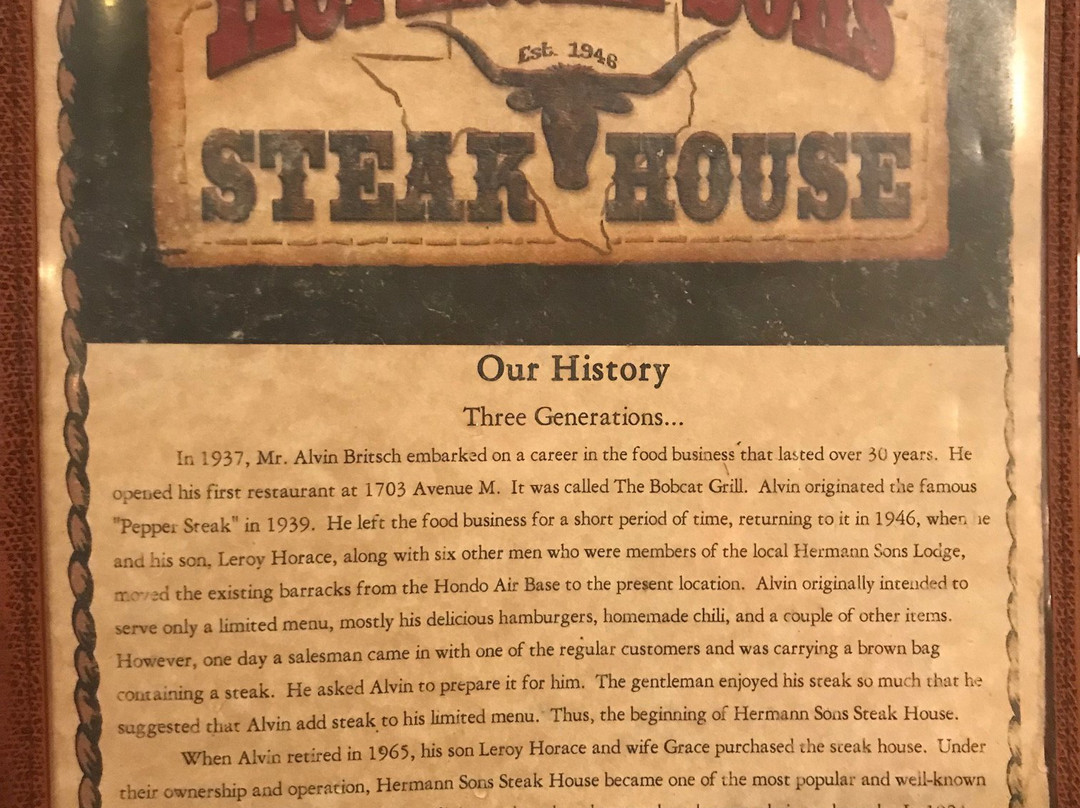 Est. 1946
STEAK HOUSE
Our History
Three Generations...
In 1937, Mr. Alvin Britsch embarked on a career in the food business that lasted over 30 years. He
opened his first restaurant at 1703 Avenue M. It was called The Bobcat Grill. Alvin originated the famous
"Pepper Steak" in 1939. He left the food business for a short period of time, returning to it in 1946, when he
and his son, Leroy Horace, along with six other men who were members of the local Hermann Sons Lodge,
moved the existing barracks from the Hondo Air Base to the present location. Alvin originally intended to
serve only a limited menu, mostly his delicious hamburgers, homemade chili, and a couple of other items.
However, one day a salesman came in with one of the regular customers and was carrying a brown bag
containing a steak. He asked Alvin to prepare it for him. The gentleman enjoyed his steak so much that he
suggested that Alvin add steak to his limited menu. Thus, the beginning of Hermann Sons Steak House.
When Alvin retired in 1965, his son Leroy Horace and wife Grace purchased the steak house. Under
their ownership and operation, Hermann Sons Steak House became one of the most popular and well-known